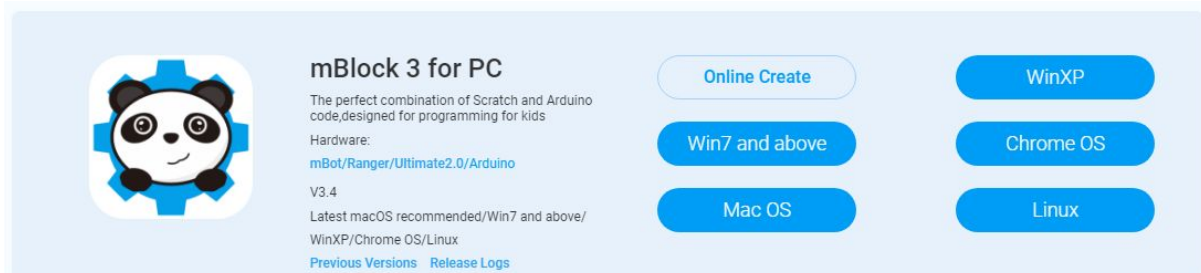 mBlock 3 for PC
The perfect combination of Scratch and Arduino
code,designed for programming for kids
Hardware:
mBot/Ranger/Ultimate2.0/Arduino
V3.4
Latest macOS recommended/Win7 and above/
WinXP/Chrome OS/Linux
Previous Versions Release Logs
Online Create
WinXP
Win7 and above
Chrome OS
Mac OS
Linux